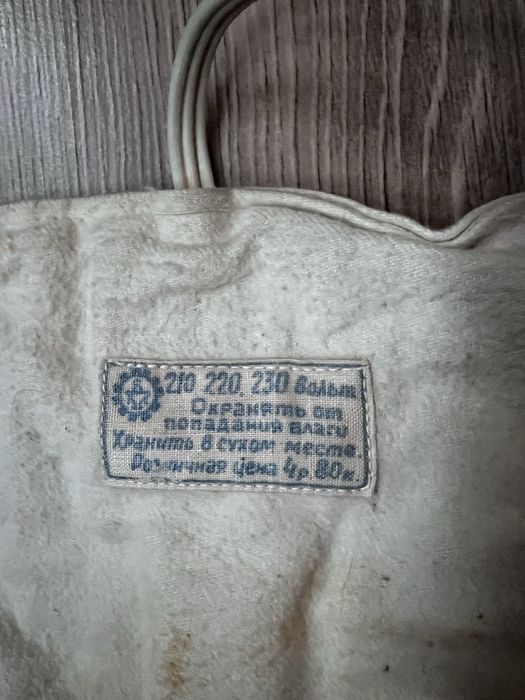 210 220. 230 Вольт
Охранять от
попадания влаги
Хранить в сухом месте.
Розничная цена 4р. 80к.